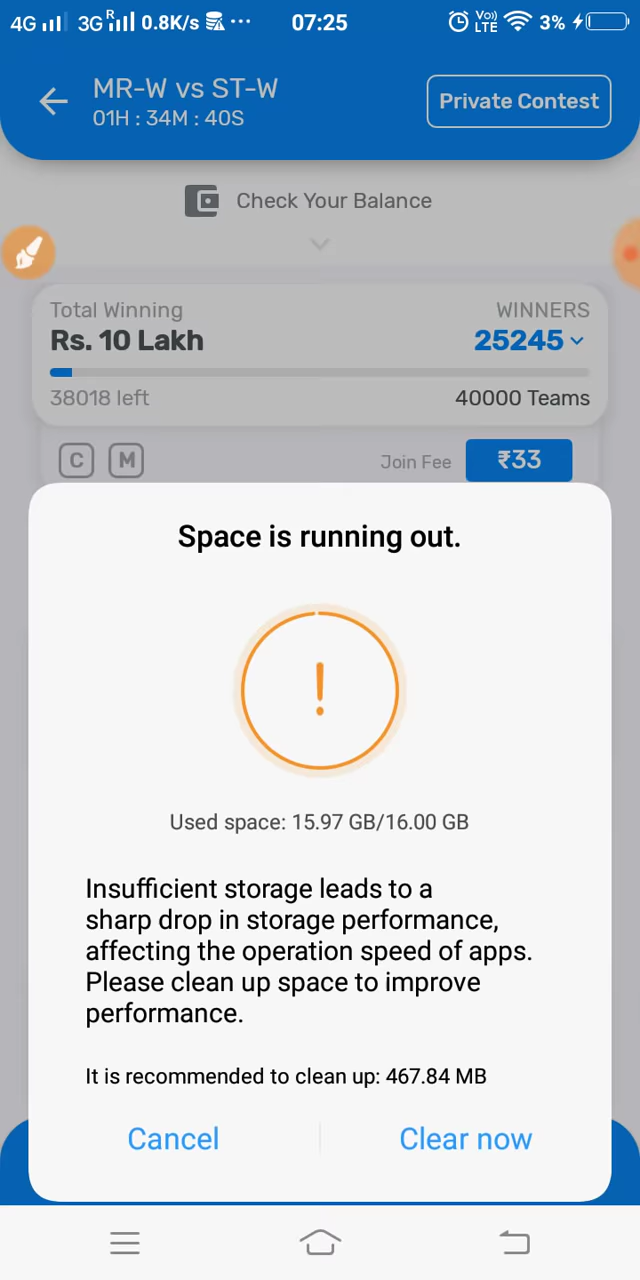 4G 3G R 0.8K/s ... 07:25 Vo) LTE 3%
MR-W vs ST-W
01H : 34M : 40S
Private Contest
Check Your Balance
Total Winning WINNERS
Rs. 10 Lakh 25245
38018 left 40000 Teams
C M Join Fee ₹33
Space is running out.
!
Used space: 15.97 GB/16.00 GB
Insufficient storage leads to a
sharp drop in storage performance,
affecting the operation speed of apps.
Please clean up space to improve
performance.
It is recommended to clean up: 467.84 MB
Cancel Clear now